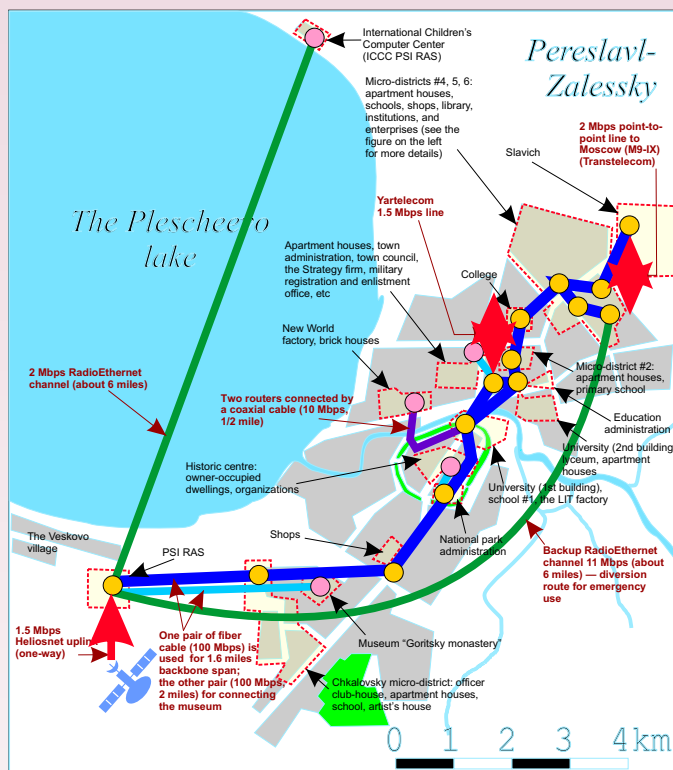 International Children's
Computer Center
(ICCC PSI RAS)
Pereslavl-
Zalessky
Micro-districts #4, 5, 6:
apartment houses,
schools, shops, library,
institutions, and
enterprises (see the
figure on the left
for more details)
2 Mbps point-to-
point line to
Moscow (M9-IX)
(Transtelecom)
Slavich
Yartelecom
1.5 Mbps line
The Plescheevo
lake
Apartment houses, town
administration, town council,
the Strategy firm, military
registration and enlistment
office, etc
College
New World
factory, brick houses
2 Mbps RadioEthernet
channel (about 6 miles)
Two routers connected by
a coaxial cable (10 Mbps,
1/2 mile)
Micro-district #2:
apartment houses,
primary school
Education
administration
University (2nd building)
lyceum, apartment
houses
Historic centre:
owner-occupied
dwellings, organizations
University (1st building),
school #1, the LIT factory
National park
administration
Shops
The Veskovo
village
PSI RAS
Backup RadioEthernet
channel 11 Mbps (about
6 miles) — diversion
route for emergency
use
1.5 Mbps
Heliosnet uplink
(one-way)
One pair of fiber
cable (100 Mbps) is
used for 1.6 miles
backbone span;
the other pair (100 Mbps,
2 miles) for connecting
the museum
Museum "Goritsky monastery"
Chkalovsky micro-district: officer
club-house, apartment houses,
school, artist's house
0 1 2 3 4km